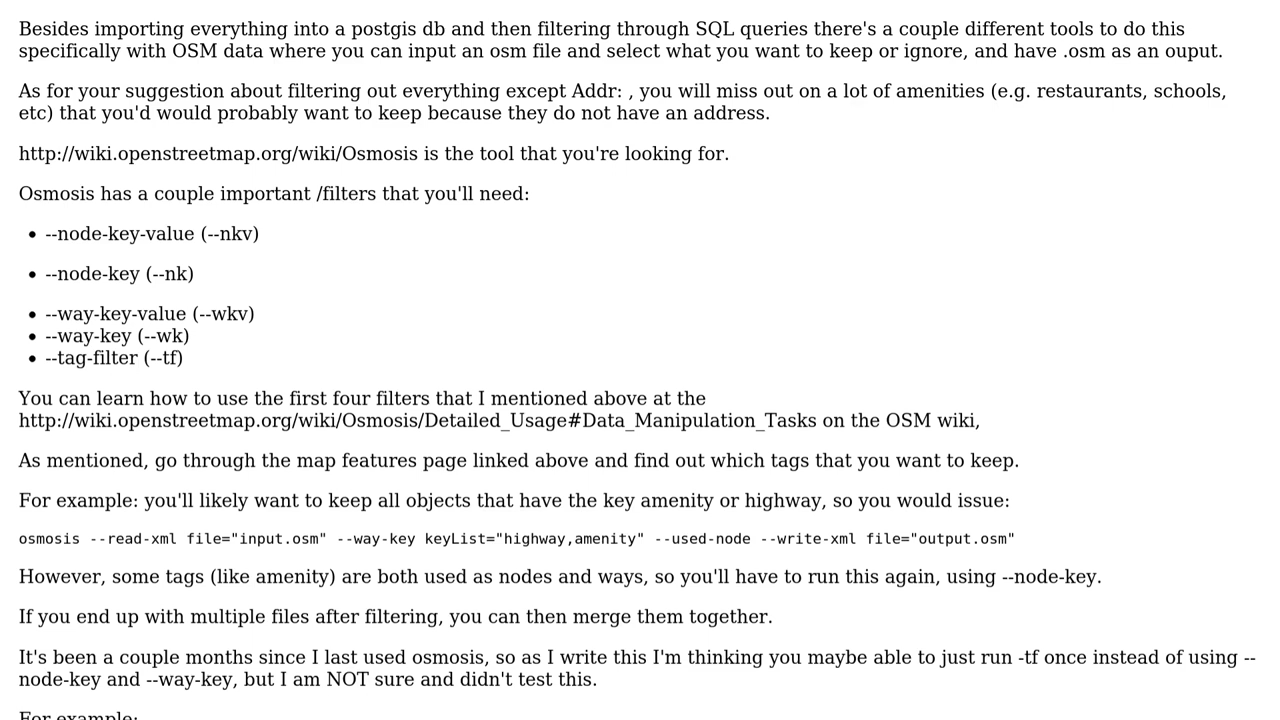 Besides importing everything into a postgis db and then filtering through SQL queries there's a couple different tools to do this
specifically with OSM data where you can input an osm file and select what you want to keep or ignore, and have .osm as an ouput.
As for your suggestion about filtering out everything except Addr: , you will miss out on a lot of amenities (e.g. restaurants, schools,
etc) that you'd would probably want to keep because they do not have an address.
http://wiki.openstreetmap.org/wiki/Osmosis is the tool that you're looking for.
Osmosis has a couple important /filters that you'll need:
• --node-key-value (--nkv)
• --node-key (--nk)
• --way-key-value (--wkv)
• --way-key (--wk)
• --tag-filter (--tf)
You can learn how to use the first four filters that I mentioned above at the
http://wiki.openstreetmap.org/wiki/Osmosis/Detailed_Usage#Data_Manipulation_Tasks on the OSM wiki,
As mentioned, go through the map features page linked above and find out which tags that you want to keep.
For example: you'll likely want to keep all objects that have the key amenity or highway, so you would issue:
osmosis --read-xml file="input.osm" --way-key keyList="highway,amenity" --used-node --write-xml file="output.osm"
However, some tags (like amenity) are both used as nodes and ways, so you'll have to run this again, using --node-key.
If you end up with multiple files after filtering, you can then merge them together.
It's been a couple months since I last used osmosis, so as I write this I'm thinking you maybe able to just run -tf once instead of using --
node-key and --way-key, but I am NOT sure and didn't test this.
For example: